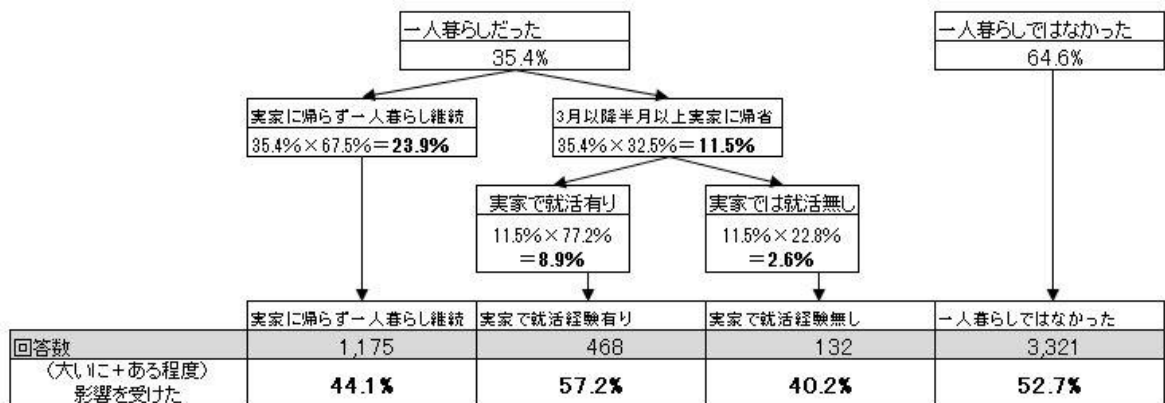 一人暮らしだった
35.4%
一人暮らしではなかった
64.6%
実家に帰らず一人暮らし継続
35.4%×67.5%＝23.9%
3月以降半月以上実家に帰省
35.4%×32.5%＝11.5%
実家で就活有り
11.5%×77.2%
＝8.9%
実家では就活無し
11.5%×22.8%
＝2.6%
実家に帰らず一人暮らし継続 実家で就活経験有り 実家で就活経験無し 一人暮らしではなかった
回答数 1,175 468 132 3,321
（大いに＋ある程度）
影響を受けた 44.1% 57.2% 40.2% 52.7%